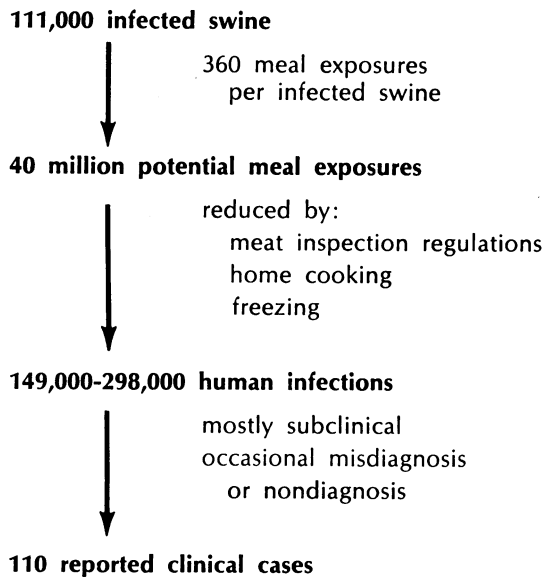 111,000 infected swine
360 meal exposures
per infected swine
40 million potential meal exposures
reduced by:
meat inspection regulations
home cooking
freezing
149,000-298,000 human infections
mostly subclinical
occasional misdiagnosis
or nondiagnosis
110 reported clinical cases